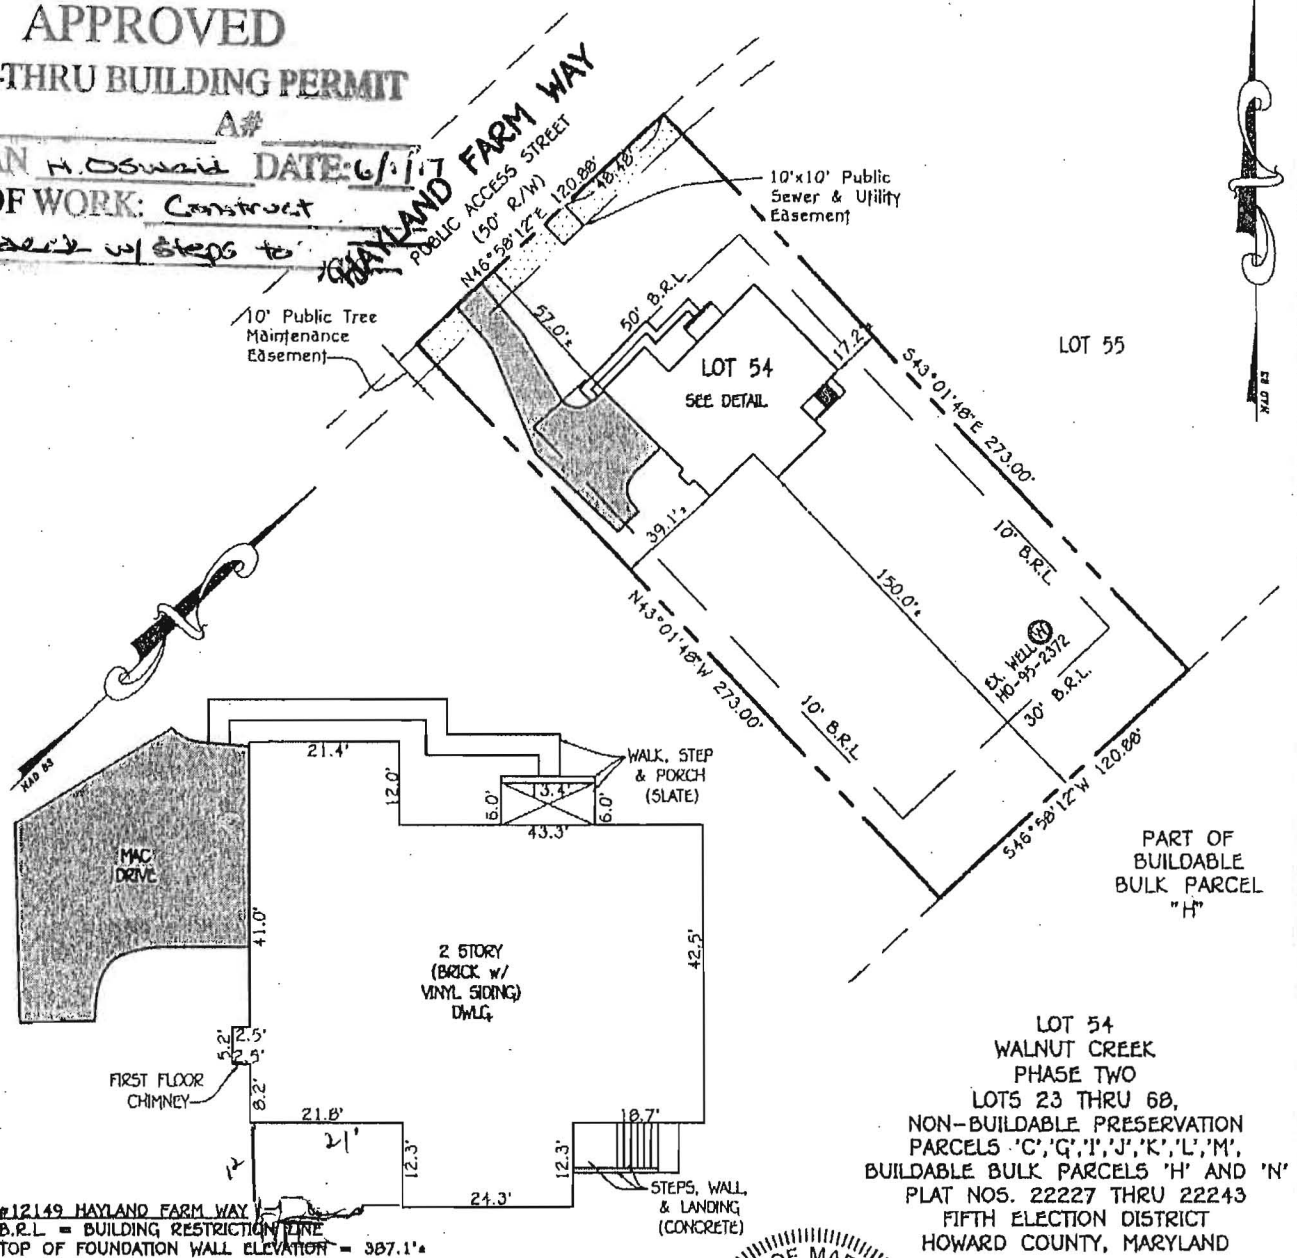 APPROVED
-THRU BUILDING PERMIT
A#
AN H.Oswald DATE: 6/1/17
OF WORK: Construct
deck w/ steps to
HAYLAND FARM WAY
PUBLIC ACCESS STREET
(50' R/W)
N46°58'12"E 120.88'
48.48'
10'x10' Public
Sewer & Utility
Easement
10' Public Tree
Maintenance
Easement
57.0'±
50' B.R.L.
LOT 54
SEE DETAIL
17.2'±
LOT 55
S43°01'48"E 273.00'
39.1'±
10' B.R.L.
150.0'±
N43°01'48"W 273.00'
EX. WELL
W
HO-95-2372
30' B.R.L.
10' B.R.L.
S46°58'12"W 120.88'
NAD 83
PART OF
BUILDABLE
BULK PARCEL
"H"
21.4'
12.0'
WALK, STEP
& PORCH
(SLATE)
6.0'
13.4'
6.0'
43.3'
MAC
DRIVE
41.0'
2 STORY
(BRICK w/
VINYL SIDING)
DWLG.
42.5'
5.2'
2.5'
2.5'
FIRST FLOOR
CHIMNEY
8.2'
21.8'
21'
12
12.3'
24.3'
12.3'
18.7'
STEPS, WALL,
& LANDING
(CONCRETE)
#12149 HAYLAND FARM WAY
B.R.L = BUILDING RESTRICTION LINE
TOP OF FOUNDATION WALL ELEVATION = 387.1'±
OF MAR
LOT 54
WALNUT CREEK
PHASE TWO
LOTS 23 THRU 68,
NON-BUILDABLE PRESERVATION
PARCELS 'C','G','I','J','K','L','M',
BUILDABLE BULK PARCELS 'H' AND 'N'
PLAT NOS. 22227 THRU 22243
FIFTH ELECTION DISTRICT
HOWARD COUNTY, MARYLAND